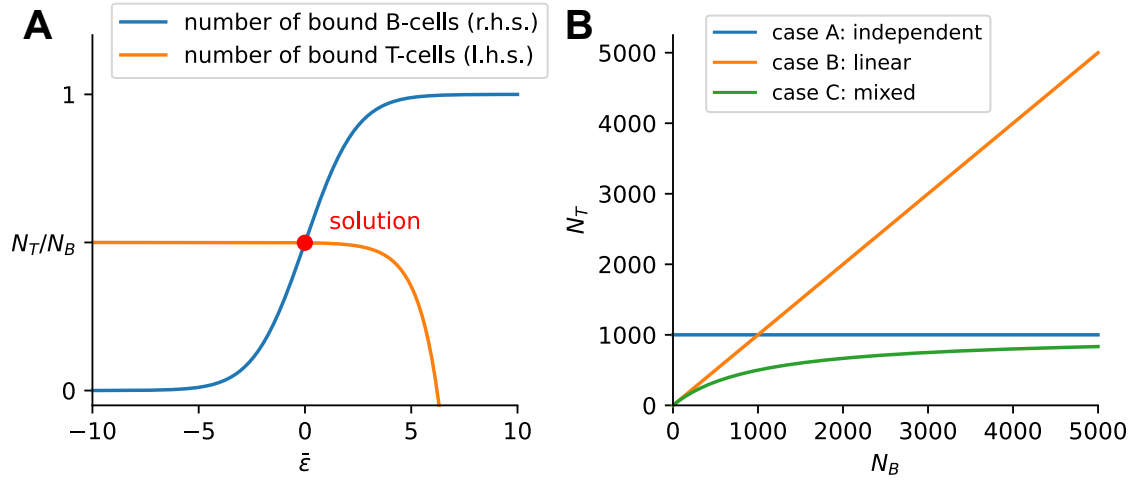 A
number of bound B-cells (r.h.s.)
number of bound T-cells (l.h.s.)
1
N_T/N_B
0
solution
−10
−5
0
5
10
ε̄
B
case A: independent
case B: linear
case C: mixed
5000
4000
3000
2000
1000
0
N_T
0
1000
2000
3000
4000
5000
N_B